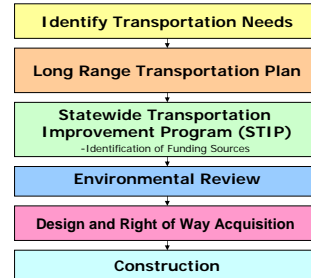 Identify Transportation Needs
Long Range Transportation Plan
Statewide Transportation
Improvement Program (STIP)
-Identification of Funding Sources
Environmental Review
Design and Right of Way Acquisition
Construction